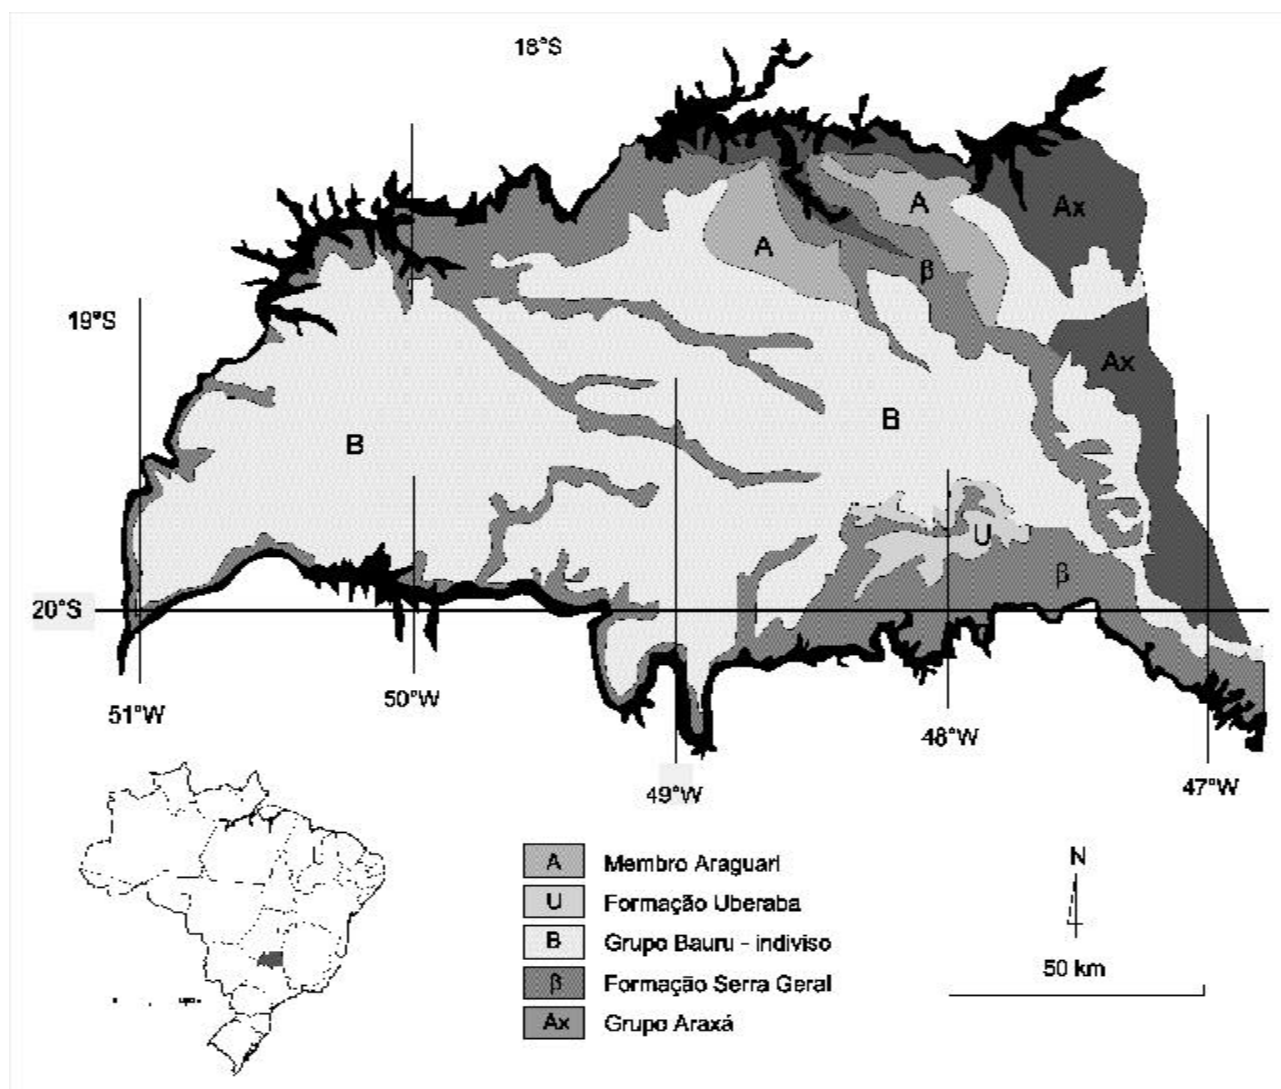 18°S
A
Ax
A
β
19°S
Ax
B
B
U
β
20°S
51°W
50°W
49°W
48°W
47°W
A Membro Araguari
U Formação Uberaba
B Grupo Bauru - indiviso
β Formação Serra Geral
Ax Grupo Araxá
N
50 km